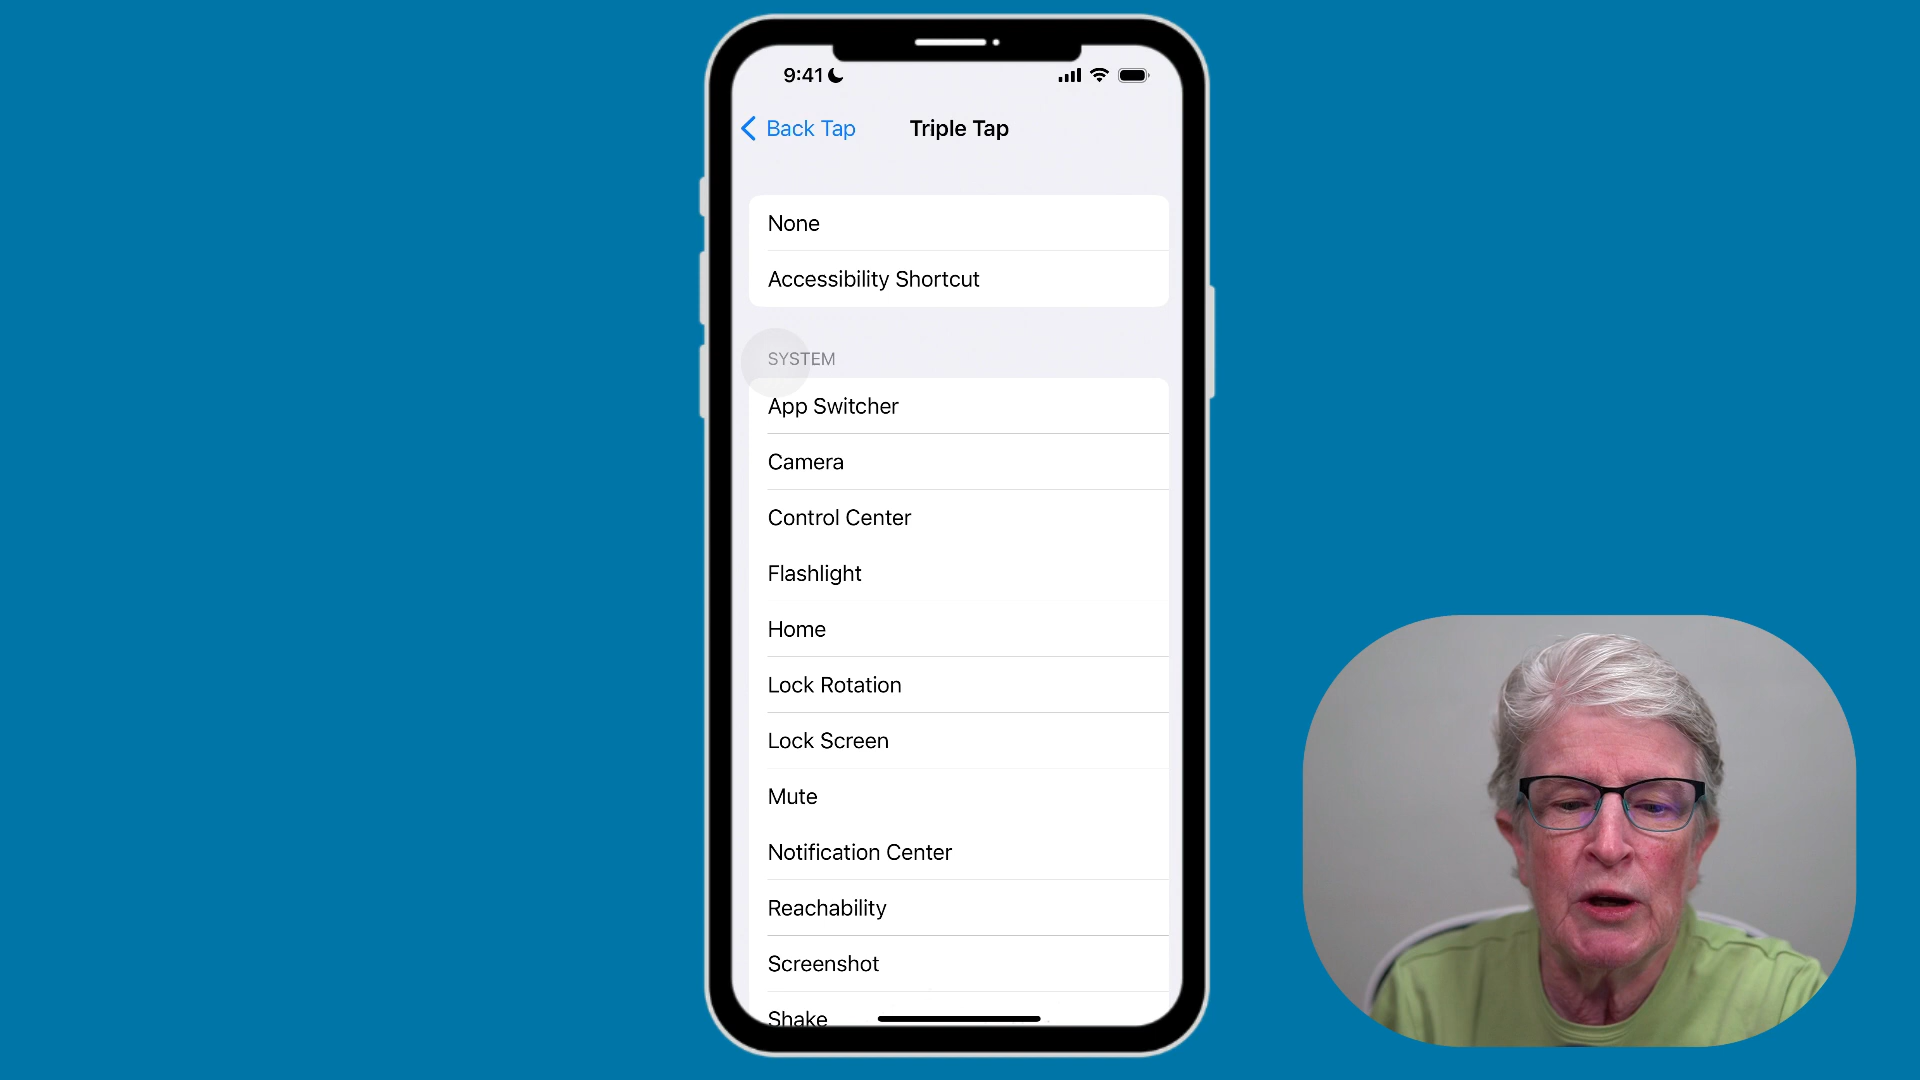 9:41
Back Tap
Triple Tap
None
Accessibility Shortcut
SYSTEM
App Switcher
Camera
Control Center
Flashlight
Home
Lock Rotation
Lock Screen
Mute
Notification Center
Reachability
Screenshot
Shake